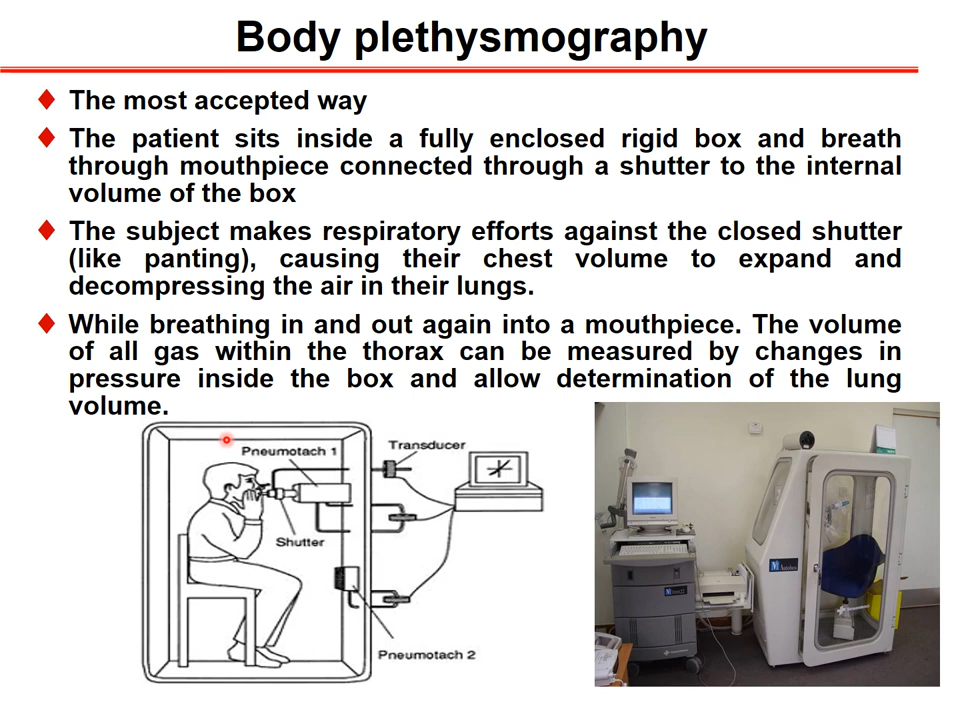 Body plethysmography
The most accepted way
The patient sits inside a fully enclosed rigid box and breath
through mouthpiece connected through a shutter to the internal
volume of the box
The subject makes respiratory efforts against the closed shutter
(like panting), causing their chest volume to expand and
decompressing the air in their lungs.
While breathing in and out again into a mouthpiece. The volume
of all gas within the thorax can be measured by changes in
pressure inside the box and allow determination of the lung
volume.
Pneumotach 1
Transducer
Shutter
Pneumotach 2